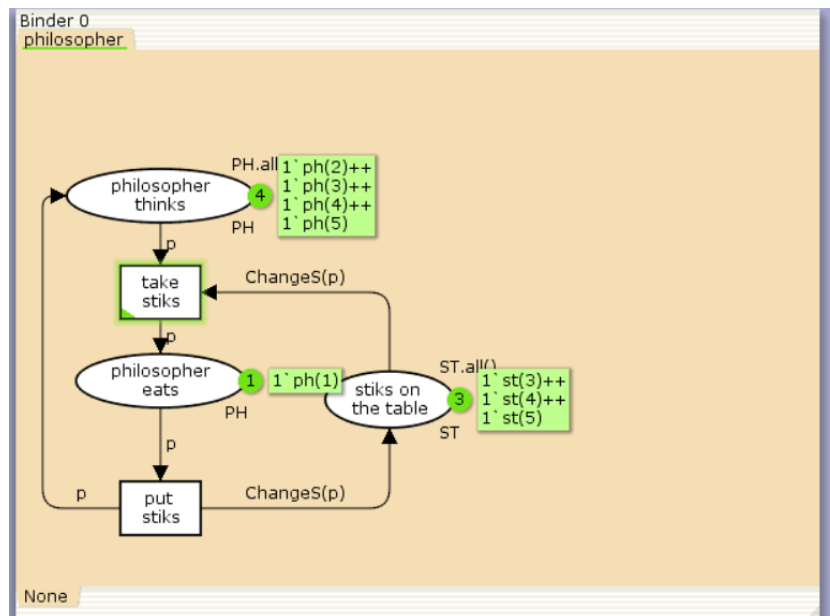 Binder 0
philosopher
PH.all
1`ph(2)++
1`ph(3)++
1`ph(4)++
1`ph(5)
philosopher
thinks
4
PH
p
take
stiks
ChangeS(p)
p
philosopher
eats
1
1`ph(1)
PH
ST.all()
stiks on
the table
3
1`st(3)++
1`st(4)++
1`st(5)
ST
p
p
put
stiks
ChangeS(p)
None